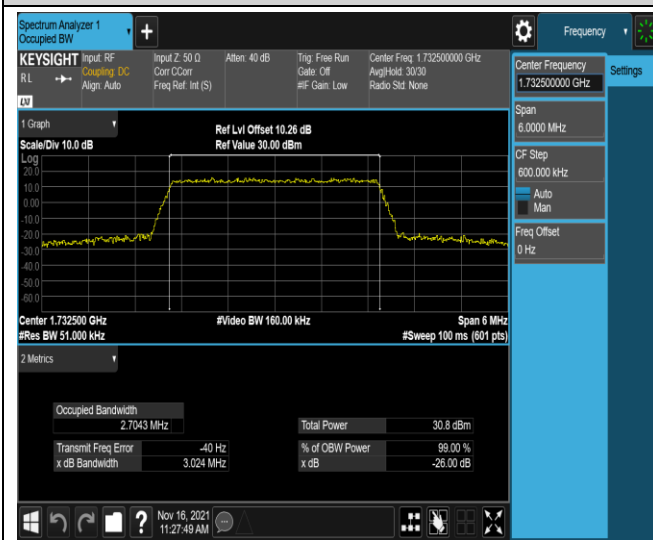 Spectrum Analyzer 1
Occupied BW
Frequency
KEYSIGHT
RL
LXI
Input: RF
Coupling: DC
Align: Auto
Input Z: 50 Ω
Corr CCorr
Freq Ref: Int (S)
Atten: 40 dB
Trig: Free Run
Gate: Off
#IF Gain: Low
Center Freq: 1.732500000 GHz
Avg|Hold: 30/30
Radio Std: None
Center Frequency
1.732500000 GHz
Settings
Span
6.0000 MHz
CF Step
600.000 kHz
Auto
Man
Freq Offset
0 Hz
1 Graph
Scale/Div 10.0 dB
Ref Lvl Offset 10.26 dB
Ref Value 30.00 dBm
Log
20.0
10.0
0.00
-10.0
-20.0
-30.0
-50.0
-60.0
Center 1.732500 GHz
#Res BW 51.000 kHz
#Video BW 160.00 kHz
Span 6 MHz
#Sweep 100 ms (601 pts)
2 Metrics
Occupied Bandwidth
2.7043 MHz
Total Power 30.8 dBm
Transmit Freq Error -40 Hz
% of OBW Power 99.00 %
x dB Bandwidth 3.024 MHz
x dB -26.00 dB
?
Nov 16, 2021
11:27:49 AM